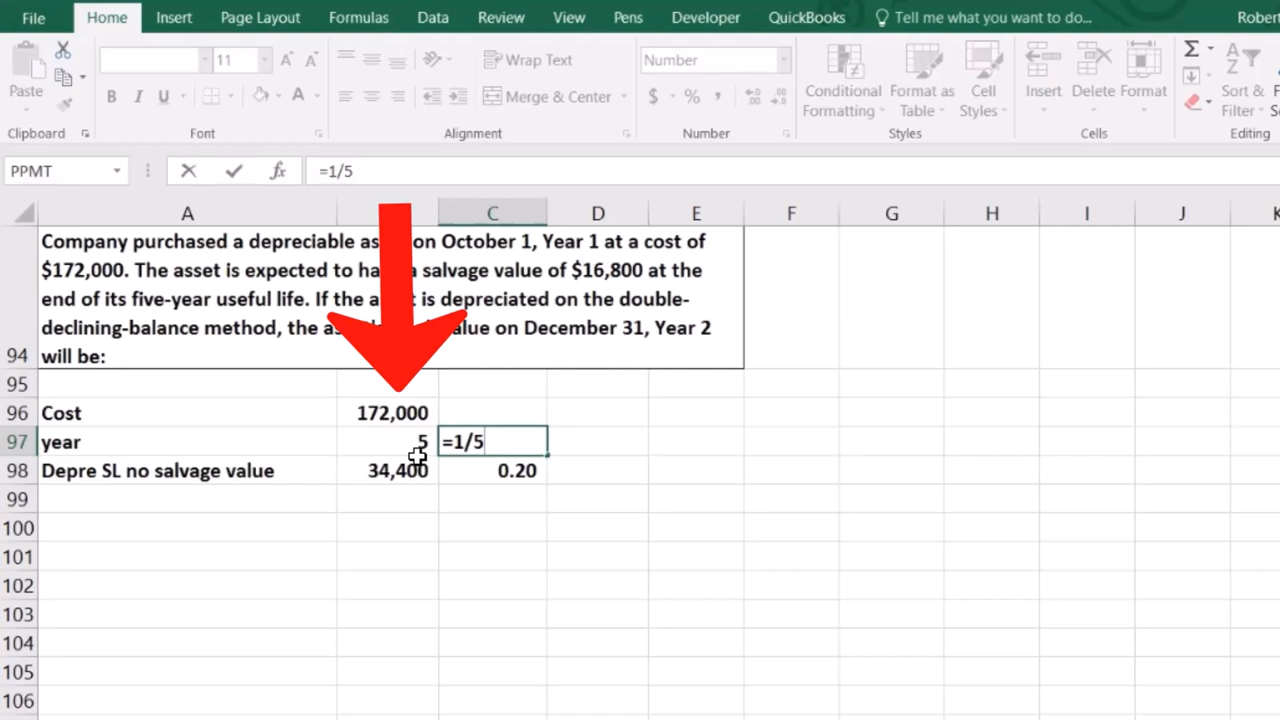 File Home Insert Page Layout Formulas Data Review View Pens Developer QuickBooks Tell me what you want to do... Rober
11 A A Wrap Text Number Conditional Format as Cell Insert Delete Format Σ A Z Sort &
Paste B I U A Merge & Center $ % , .00 Formatting Table Styles Filter
Clipboard Font Alignment Number Styles Cells Editing
PPMT fx =1/5
A C D E F G H I J K
Company purchased a depreciable on October 1, Year 1 at a cost of
$172,000. The asset is expected to salvage value of $16,800 at the
end of its five-year useful life. If the is depreciated on the double-
declining-balance method, the on December 31, Year 2
94 will be:
95
96 Cost 172,000
97 year 5 =1/5
98 Depre SL no salvage value 34,400 0.20
99
100
101
102
103
104
105
106